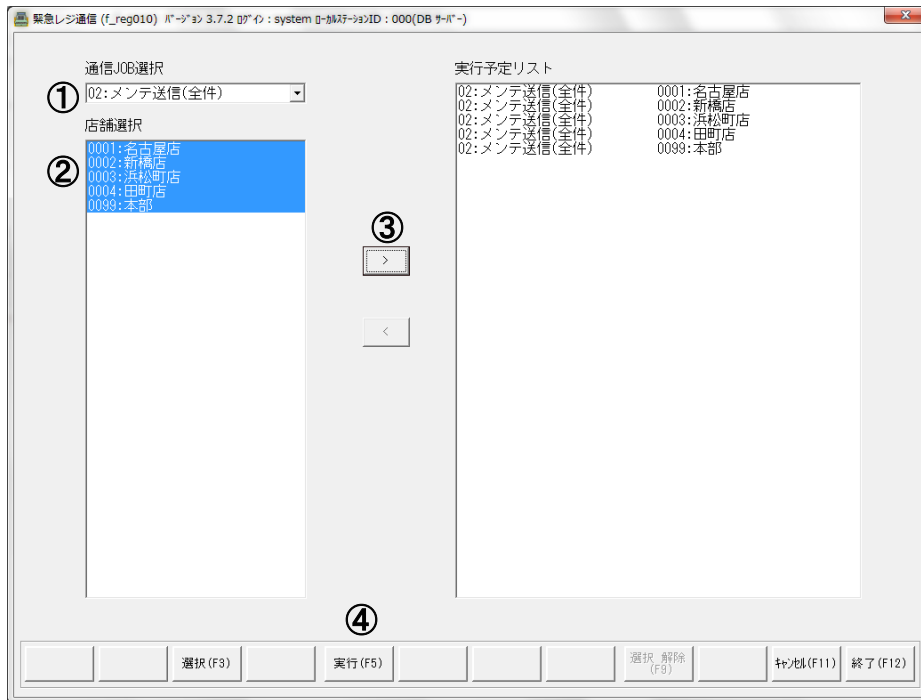 緊急レジ通信 (f_reg010) ﾊﾞｰｼﾞｮﾝ 3.7.2 ﾛｸﾞｲﾝ : system ﾛｰｶﾙｽﾃｰｼｮﾝID : 000(DB ｻｰﾊﾞｰ)
通信JOB選択
① 02:メンテ送信(全件)
店舗選択
② 0001:名古屋店
0002:新橋店
0003:浜松町店
0004:田町店
0099:本部
③
>
<
実行予定リスト
02:メンテ送信(全件) 0001:名古屋店
02:メンテ送信(全件) 0002:新橋店
02:メンテ送信(全件) 0003:浜松町店
02:メンテ送信(全件) 0004:田町店
02:メンテ送信(全件) 0099:本部
④
選択(F3) 実行(F5) 選択 解除 (F9) ｷｬﾝｾﾙ(F11) 終了(F12)